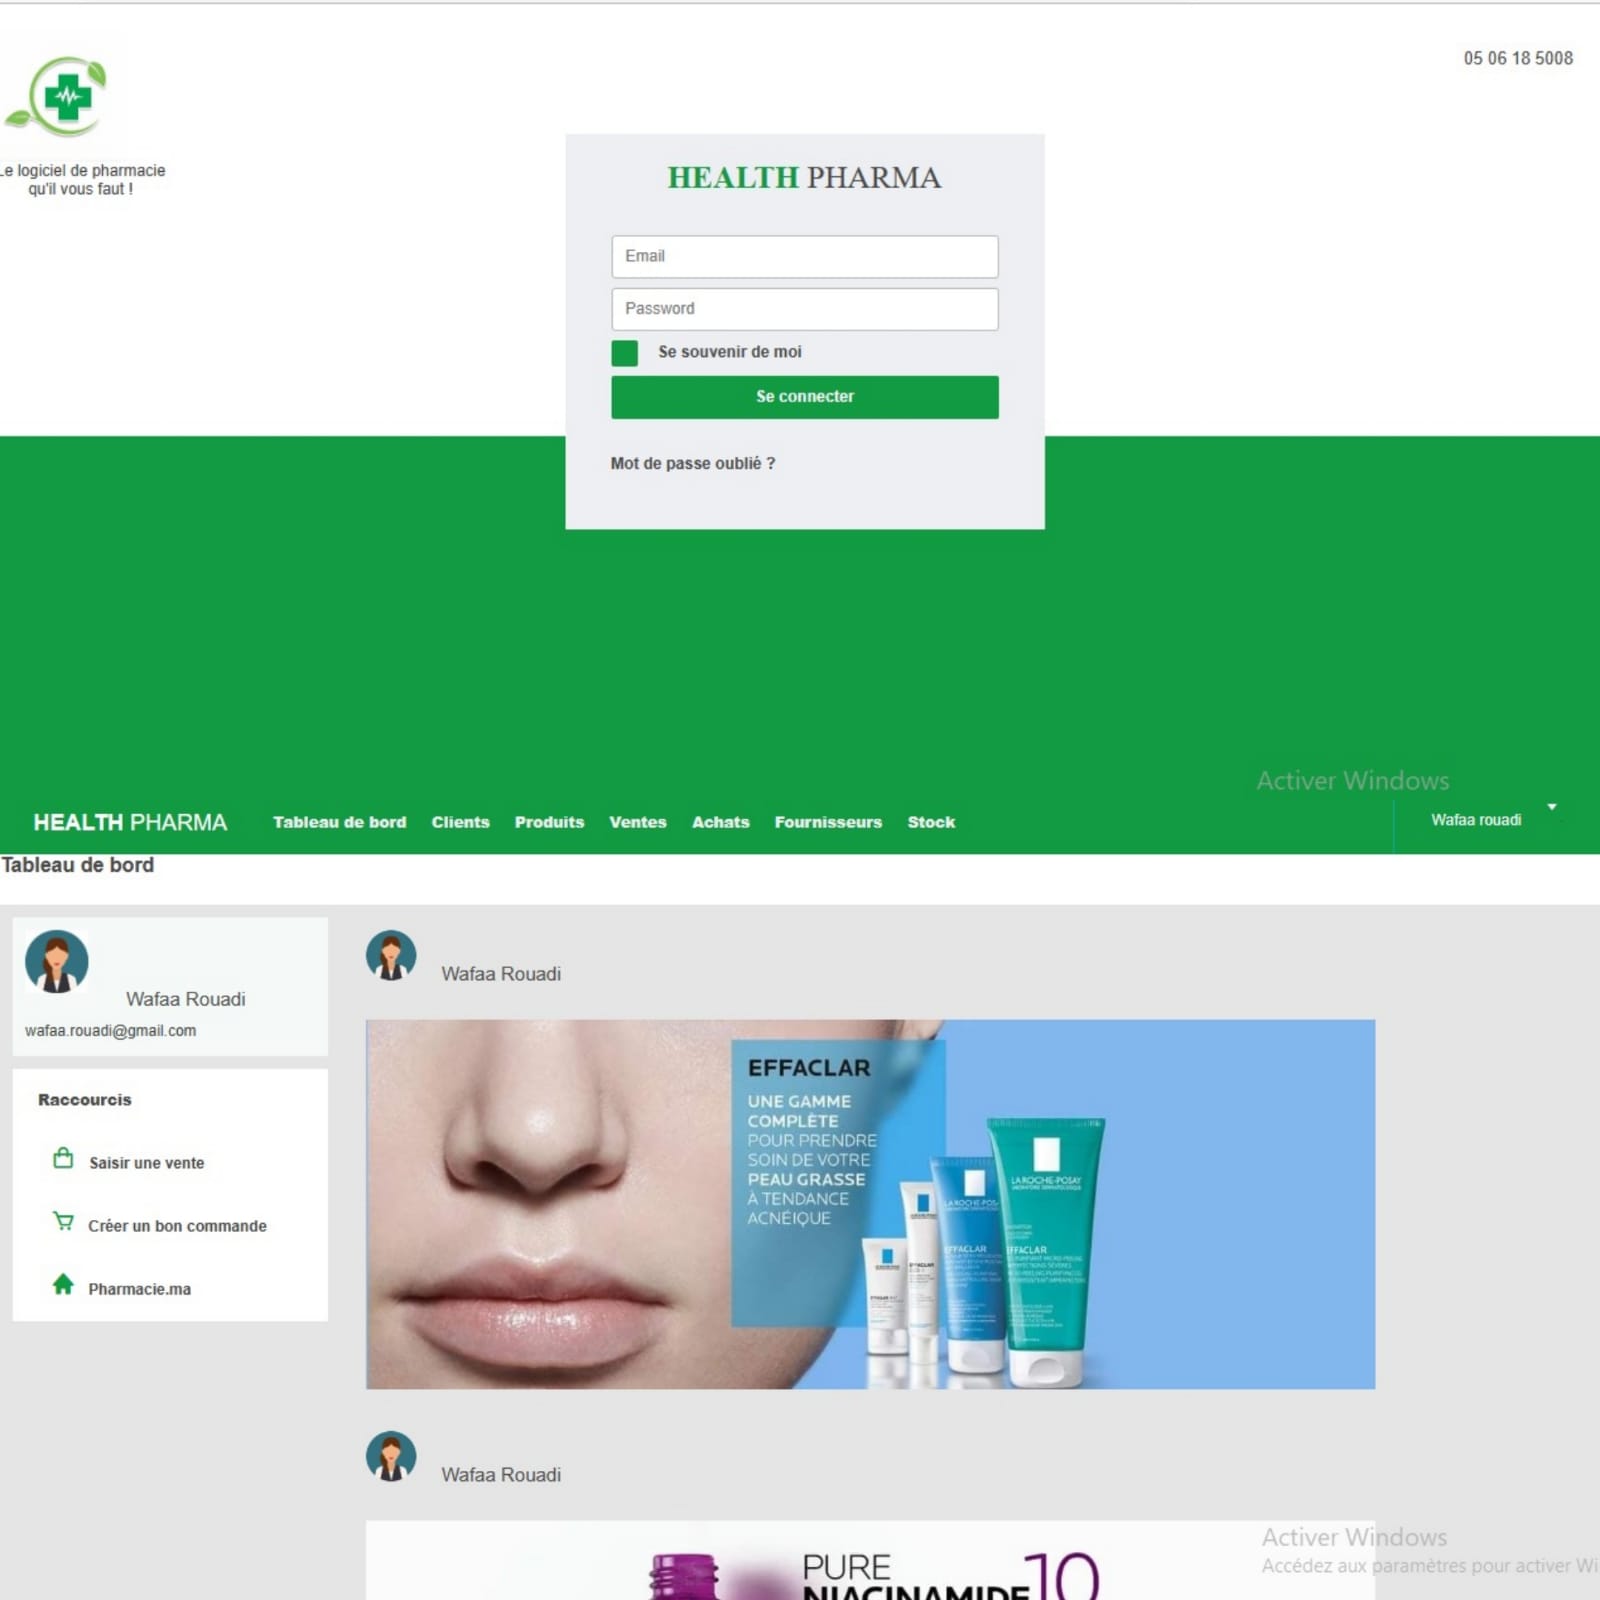 05 06 18 5008
Le logiciel de pharmacie
qu'il vous faut !
HEALTH PHARMA
Email
Password
Se souvenir de moi
Se connecter
Mot de passe oublié ?
Activer Windows
HEALTH PHARMA Tableau de bord Clients Produits Ventes Achats Fournisseurs Stock Wafaa rouadi
Tableau de bord
Wafaa Rouadi
wafaa.rouadi@gmail.com
Raccourcis
Saisir une vente
Créer un bon commande
Pharmacie.ma
Wafaa Rouadi
EFFACLAR
UNE GAMME
COMPLÈTE
POUR PRENDRE
SOIN DE VOTRE
PEAU GRASSE
À TENDANCE
ACNÉIQUE
LA ROCHE-POSAY
EFFACLAR
LA ROCHE-POSAY
EFFACLAR
Wafaa Rouadi
PURE
NIACINAMIDE 10
Activer Windows
Accédez aux paramètres pour activer Wi